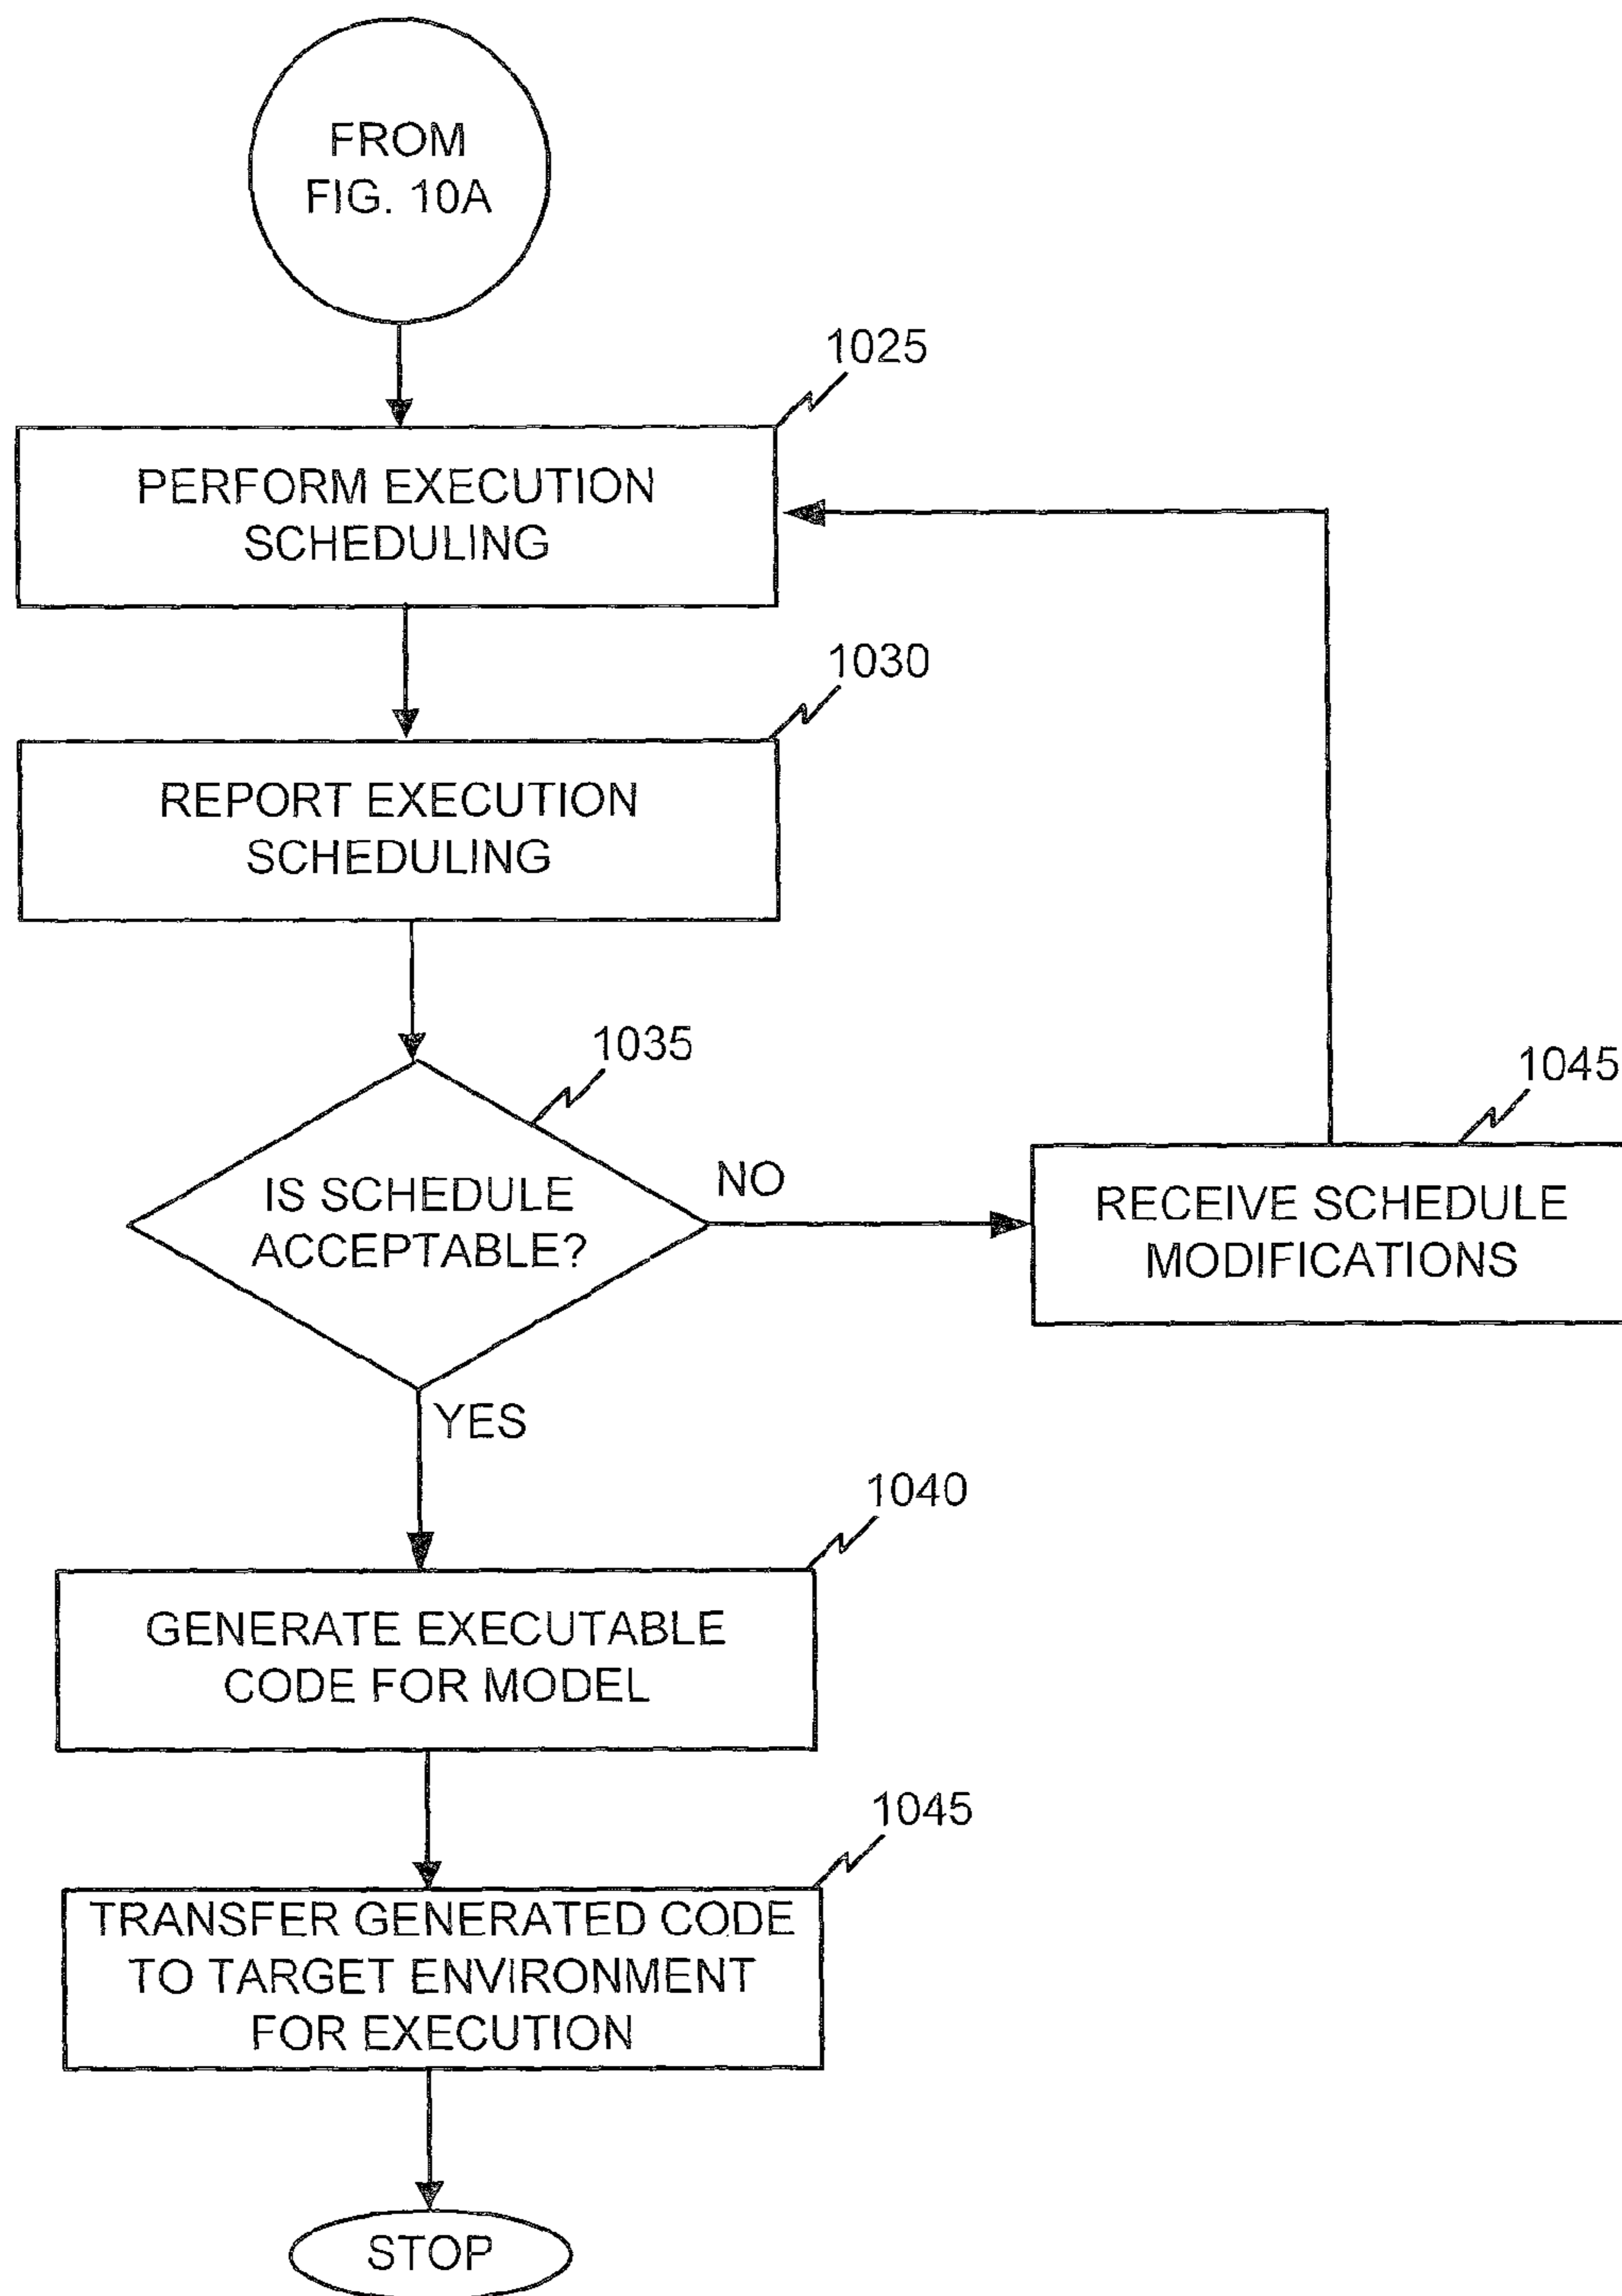 FROM
FIG. 10A
1025
PERFORM EXECUTION
SCHEDULING
1030
REPORT EXECUTION
SCHEDULING
1035
IS SCHEDULE
ACCEPTABLE?
NO
1045
RECEIVE SCHEDULE
MODIFICATIONS
YES
1040
GENERATE EXECUTABLE
CODE FOR MODEL
1045
TRANSFER GENERATED CODE
TO TARGET ENVIRONMENT
FOR EXECUTION
STOP